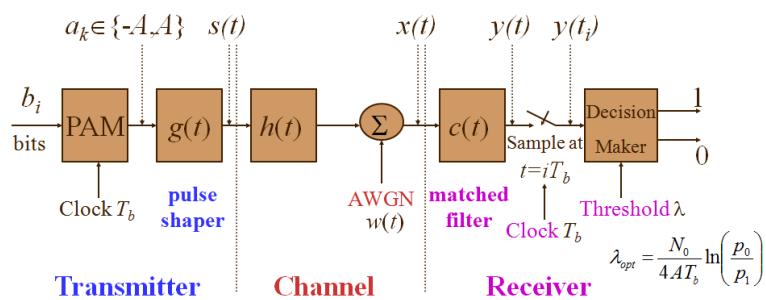 a_k ∈ {-A,A} s(t) x(t) y(t) y(t_i)
b_i
bits
PAM
g(t)
h(t)
Σ
c(t)
Sample at
t=iT_b
Decision
Maker
1
0
Clock T_b
pulse
shaper
AWGN
w(t)
matched
filter
Clock T_b
Threshold λ
λ_opt = N_0/(4AT_b) ln(p_0/p_1)
Transmitter Channel Receiver